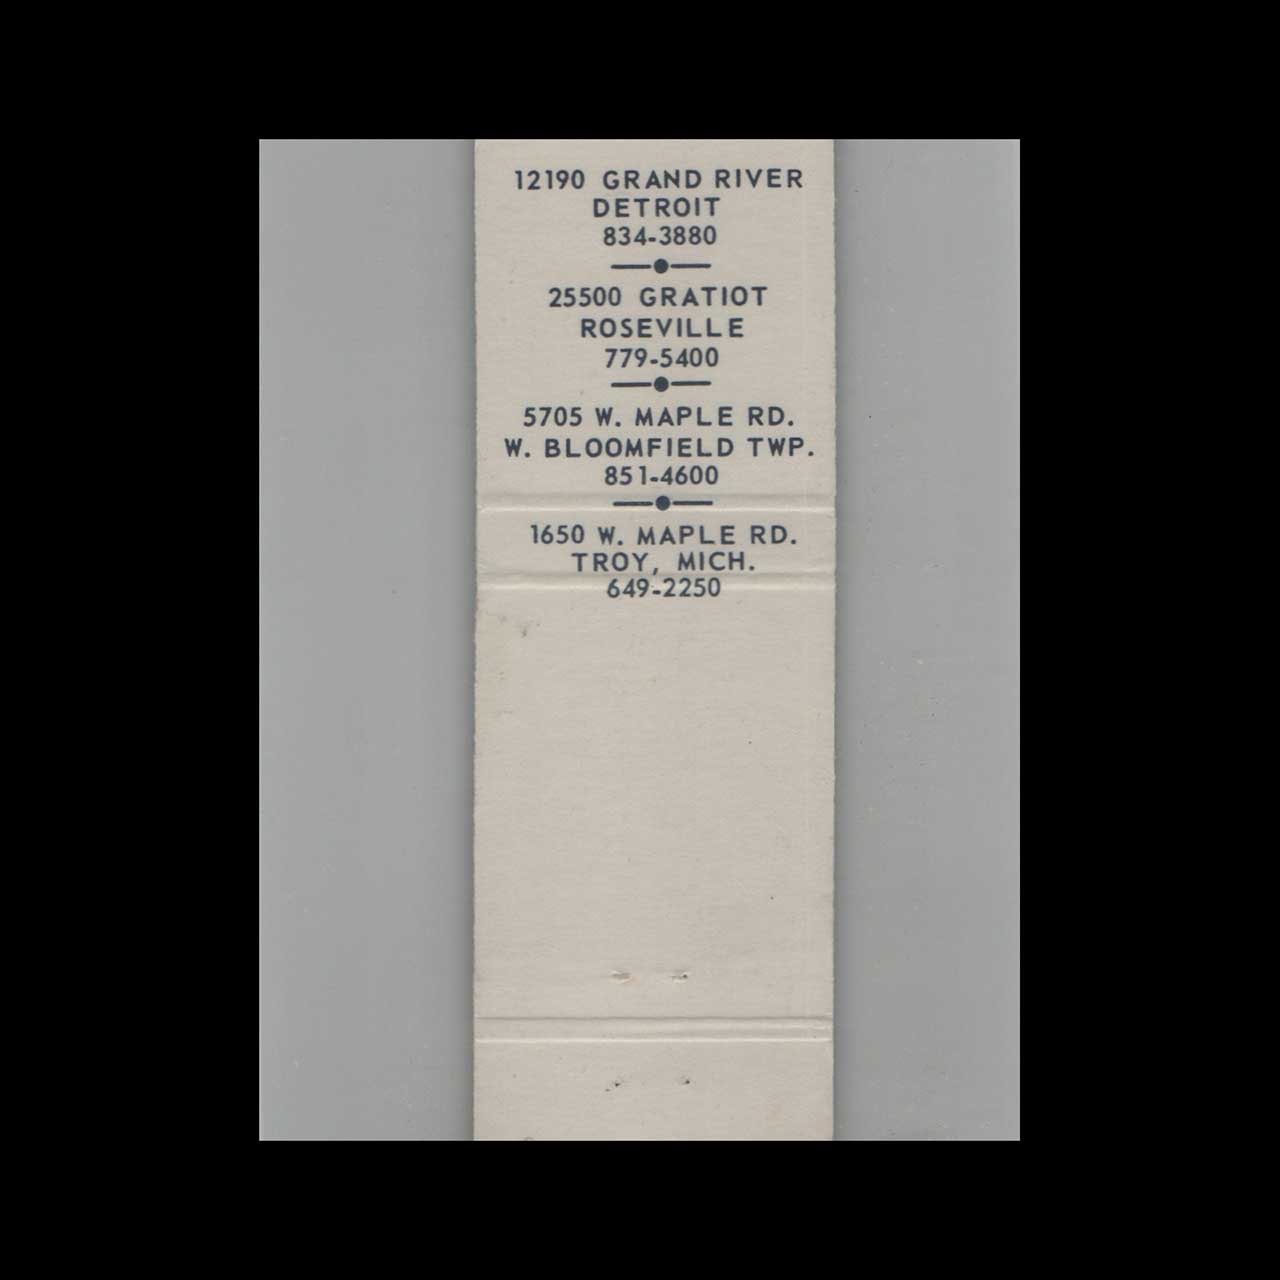 12190 GRAND RIVER
DETROIT
834-3880
25500 GRATIOT
ROSEVILLE
779-5400
5705 W. MAPLE RD.
W. BLOOMFIELD TWP.
851-4600
1650 W. MAPLE RD.
TROY, MICH.
649-2250